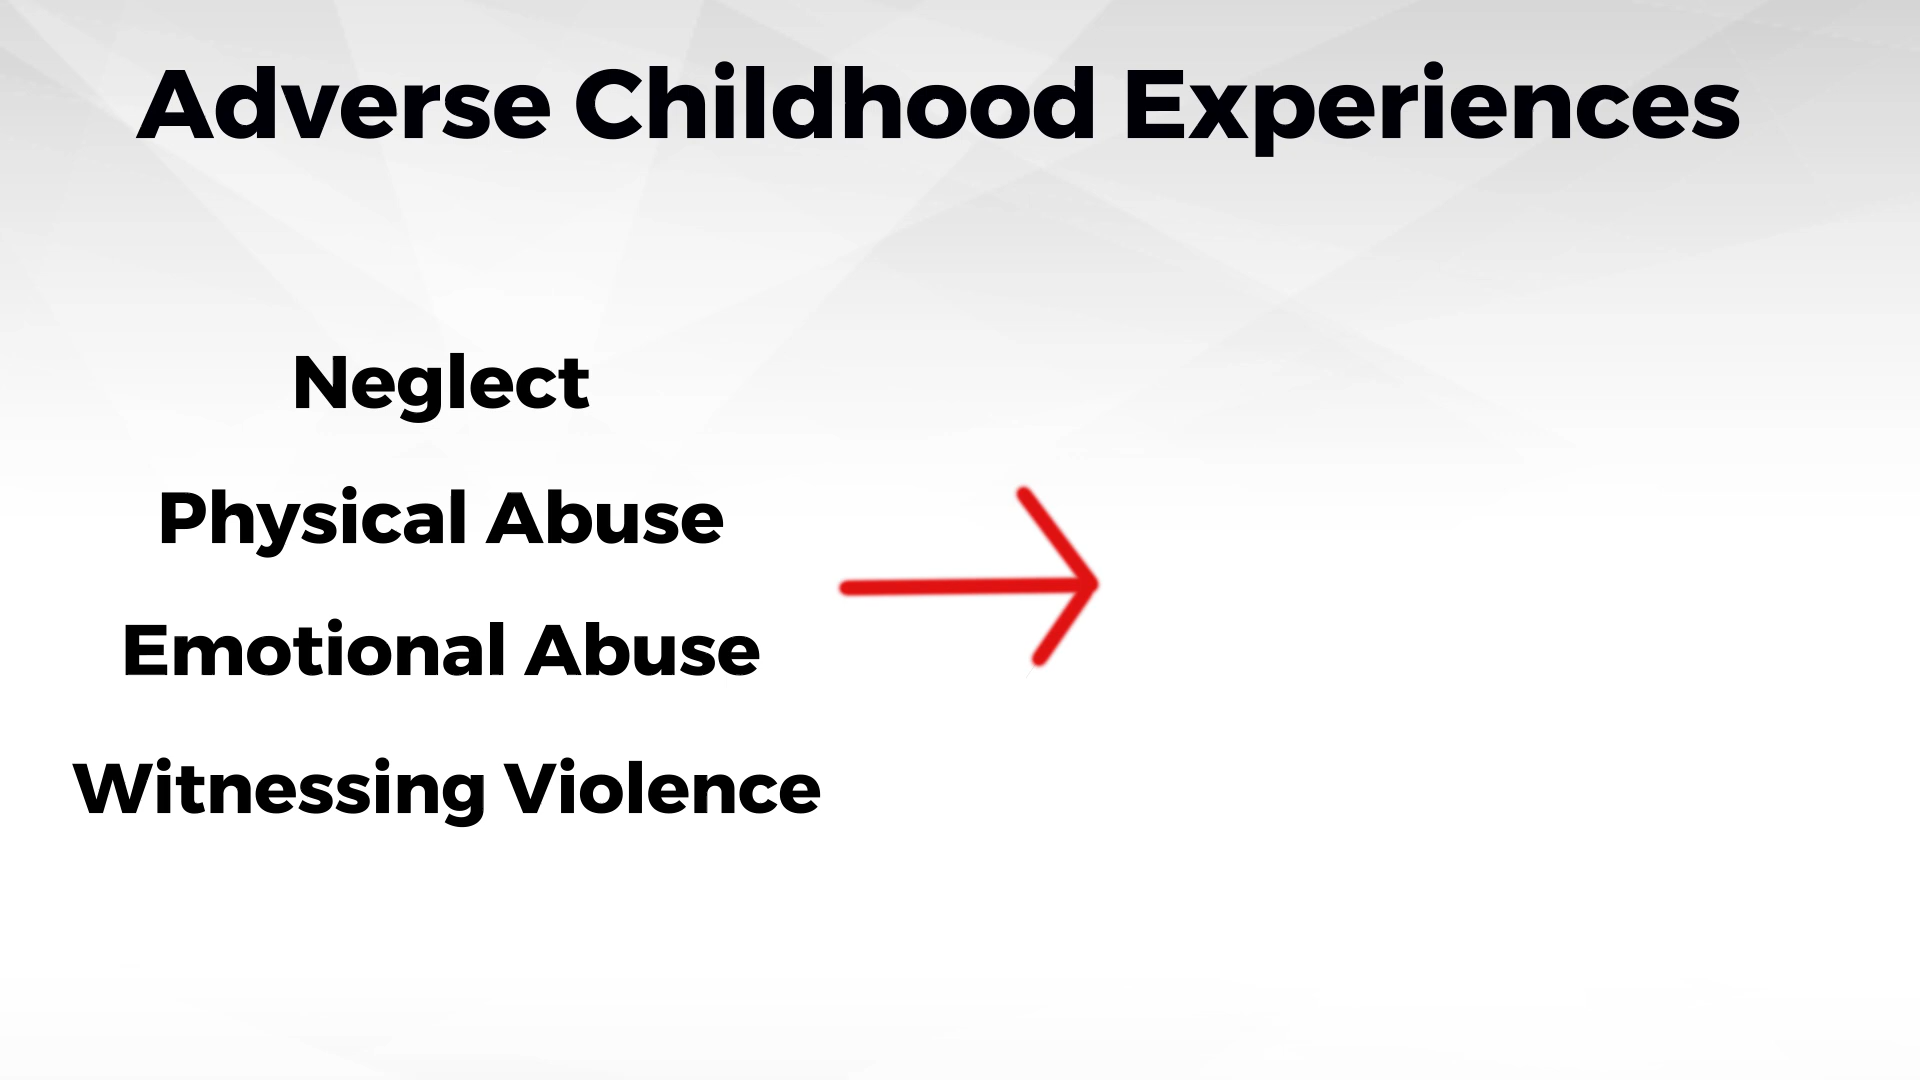 Adverse Childhood Experiences
Neglect
Physical Abuse
Emotional Abuse
Witnessing Violence